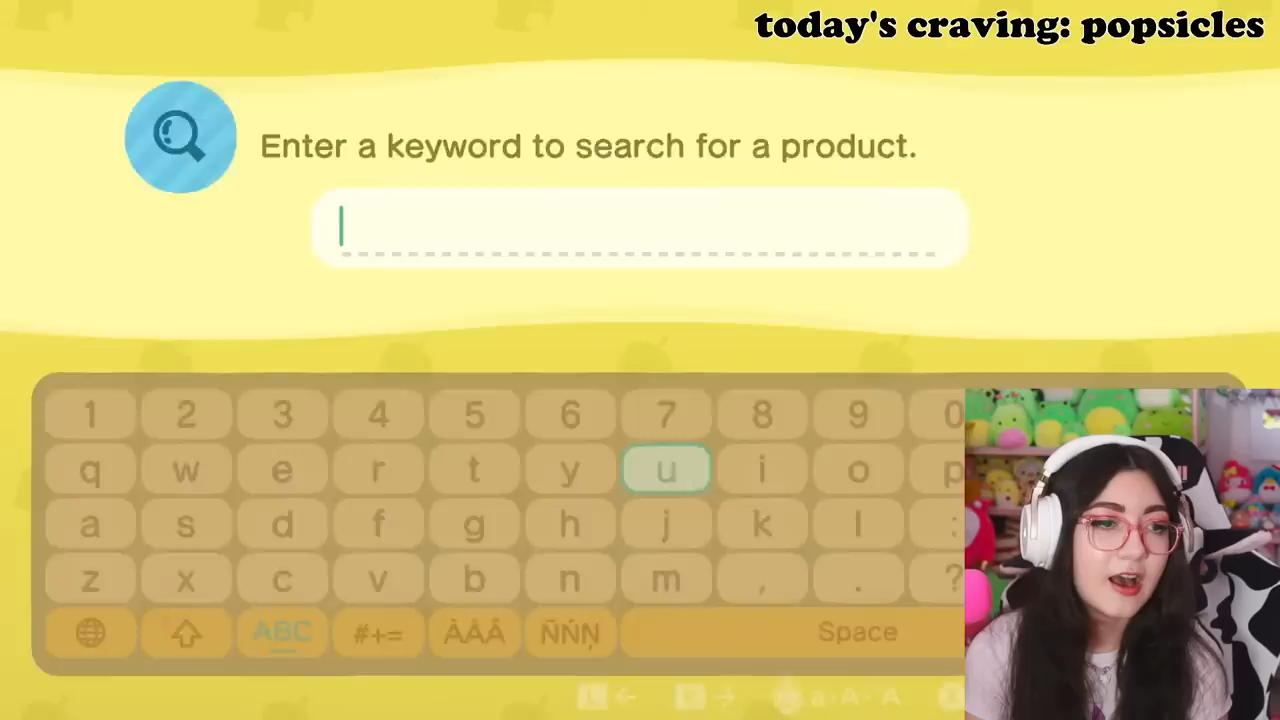 today's craving: popsicles
Enter a keyword to search for a product.
1 2 3 4 5 6 7 8 9 0
q w e r t y u i o p
a s d f g h j k l :
z x c v b n m , . ?
ABC #+= ÀÂÅ ÑŃŅ Space
L ← R → a·A·A X